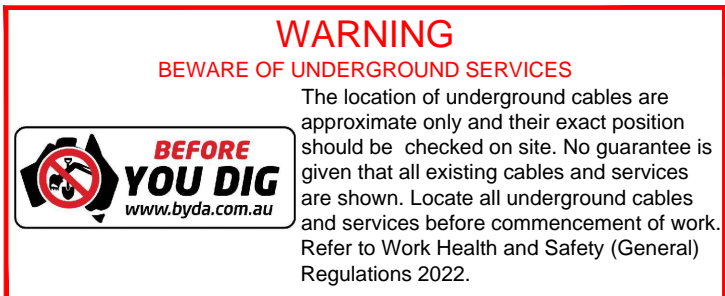 WARNING
BEWARE OF UNDERGROUND SERVICES
The location of underground cables are
approximate only and their exact position
should be  checked on site. No guarantee is
given that all existing cables and services
are shown. Locate all underground cables
and services before commencement of work.
Refer to Work Health and Safety (General)
Regulations 2022.
BEFORE
YOU DIG
www.byda.com.au